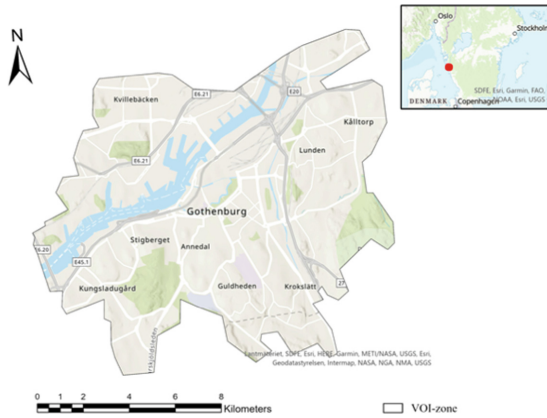 N
Oslo
Stockholm
SDFE, Esri, Garmin, FAO,
NOAA, Esri, USGS
DENMARK
Copenhagen
E6.21
Kvillebäcken
E20
Kålltorp
E6.21
Lunden
Gothenburg
E6.20
Stigberget
Annedal
E45.1
Kungsladugård
Guldheden
Krokslätt
27
Lantmäteriet, SDFE, Esri, HERE, Garmin, METI/NASA, USGS, Esri,
Geodatastyrelsen, Intermap, NASA, NGA, NMA, USGS
0 1 2 4 6 8
Kilometers
VOI-zone